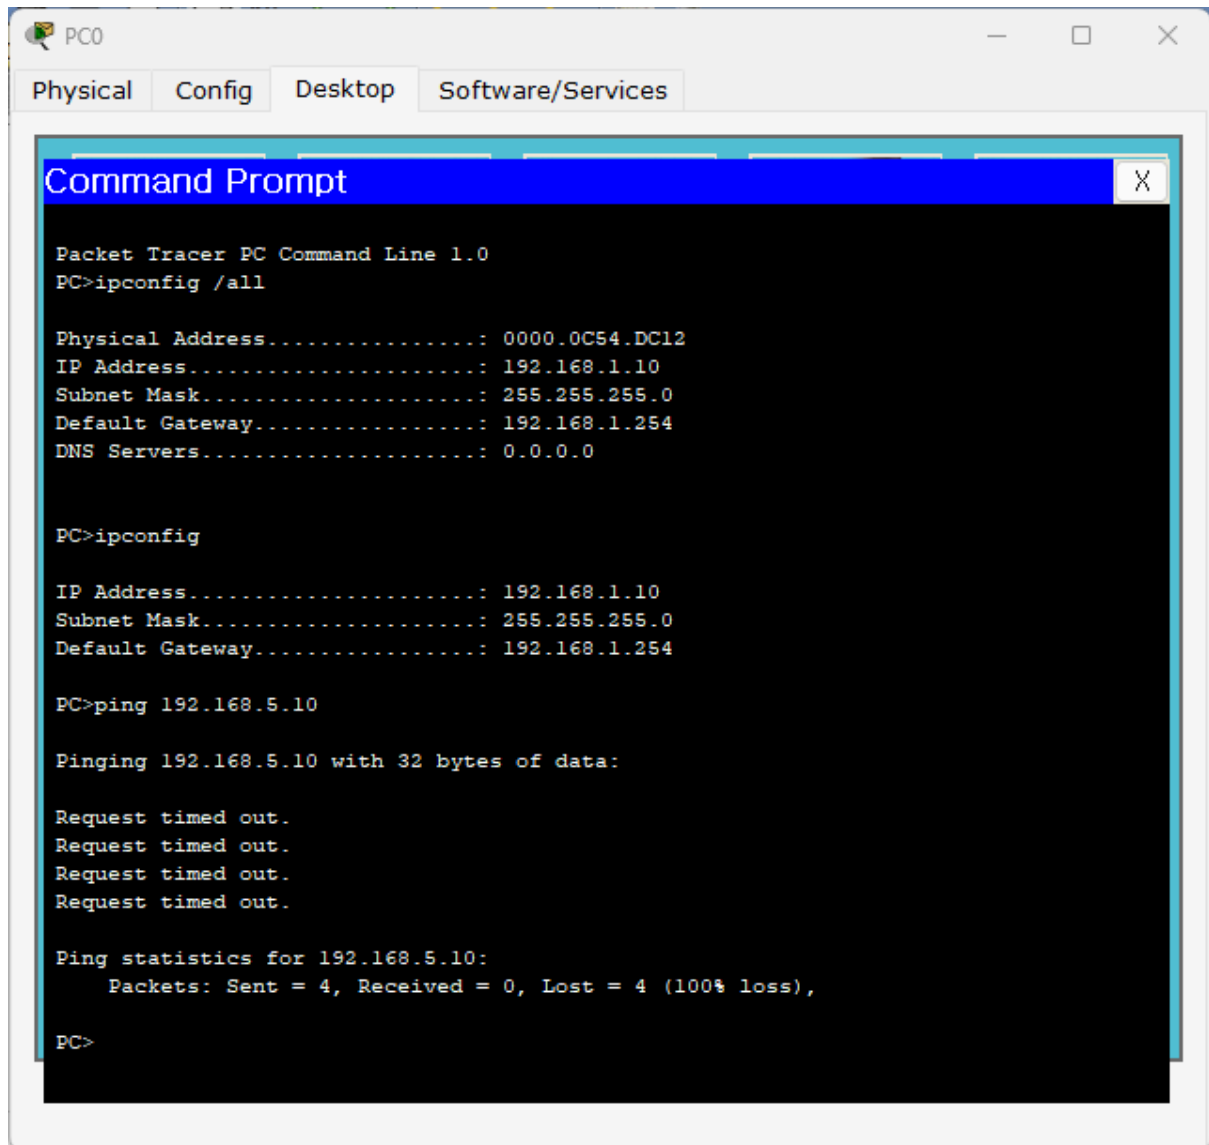 PC0
Physical Config Desktop Software/Services
Command Prompt
X
Packet Tracer PC Command Line 1.0
PC>ipconfig /all
Physical Address................: 0000.0C54.DC12
IP Address......................: 192.168.1.10
Subnet Mask.....................: 255.255.255.0
Default Gateway.................: 192.168.1.254
DNS Servers.....................: 0.0.0.0
PC>ipconfig
IP Address......................: 192.168.1.10
Subnet Mask.....................: 255.255.255.0
Default Gateway.................: 192.168.1.254
PC>ping 192.168.5.10
Pinging 192.168.5.10 with 32 bytes of data:
Request timed out.
Request timed out.
Request timed out.
Request timed out.
Ping statistics for 192.168.5.10:
Packets: Sent = 4, Received = 0, Lost = 4 (100% loss),
PC>